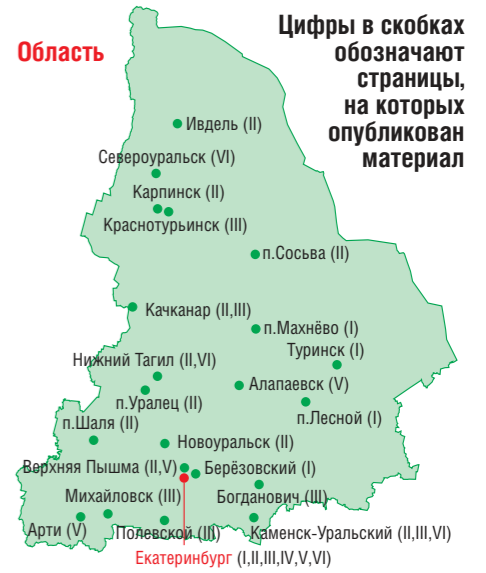 Область
Цифры в скобках
обозначают
страницы,
на которых
опубликован
материал
Ивдель (II)
Североуральск (VI)
Карпинск (II)
Краснотурьинск (III)
п.Сосьва (II)
Качканар (II,III)
п.Махнёво (I)
Туринск (I)
Нижний Тагил (II,VI)
Алапаевск (V)
п.Уралец (II)
п.Лесной (I)
п.Шаля (II)
Новоуральск (II)
Верхняя Пышма (II,V)
Берёзовский (I)
Михайловск (III)
Богданович (III)
Арти (V)
Полевской (III)
Каменск-Уральский (II,III,VI)
Екатеринбург (I,II,III,IV,V,VI)